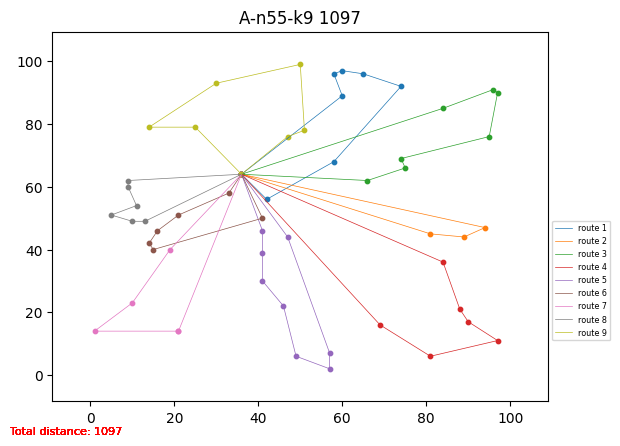 A-n55-k9 1097
100
80
60
40
20
0
0 20 40 60 80 100
route 1
route 2
route 3
route 4
route 5
route 6
route 7
route 8
route 9
Total distance: 1097